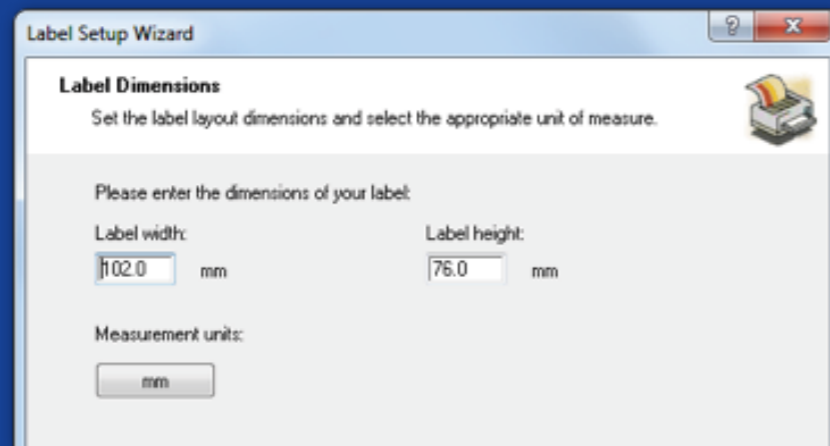 Label Setup Wizard
Label Dimensions
Set the label layout dimensions and select the appropriate unit of measure.
Please enter the dimensions of your label:
Label width: Label height:
102.0 mm 76.0 mm
Measurement units:
mm